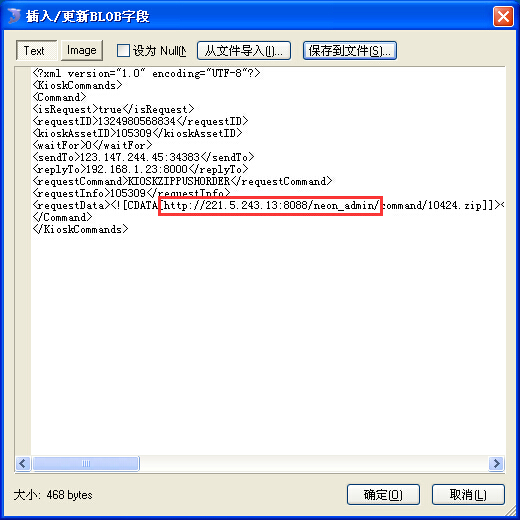 插入/更新BLOB字段
Text Image 设为 Null(N 从文件导入(I)... 保存到文件(S)...
<?xml version="1.0" encoding="UTF-8"?>
<KioskCommands>
<Command>
<isRequest>true</isRequest>
<requestID>1324980568834</requestID>
<kioskAssetID>105309</kioskAssetID>
<waitFor>0</waitFor>
<sendTo>123.147.244.45:34383</sendTo>
<replyTo>192.168.1.23:8000</replyTo>
<requestCommand>KIOSKZIPPUSHORDER</requestCommand>
<requestInfo>105309</requestInfo>
<requestData><![CDATA[http://221.5.243.13:8088/neon_admin/command/10424.zip]]><
</Command>
</KioskCommands>
大小: 468 bytes 确定(O) 取消(L)